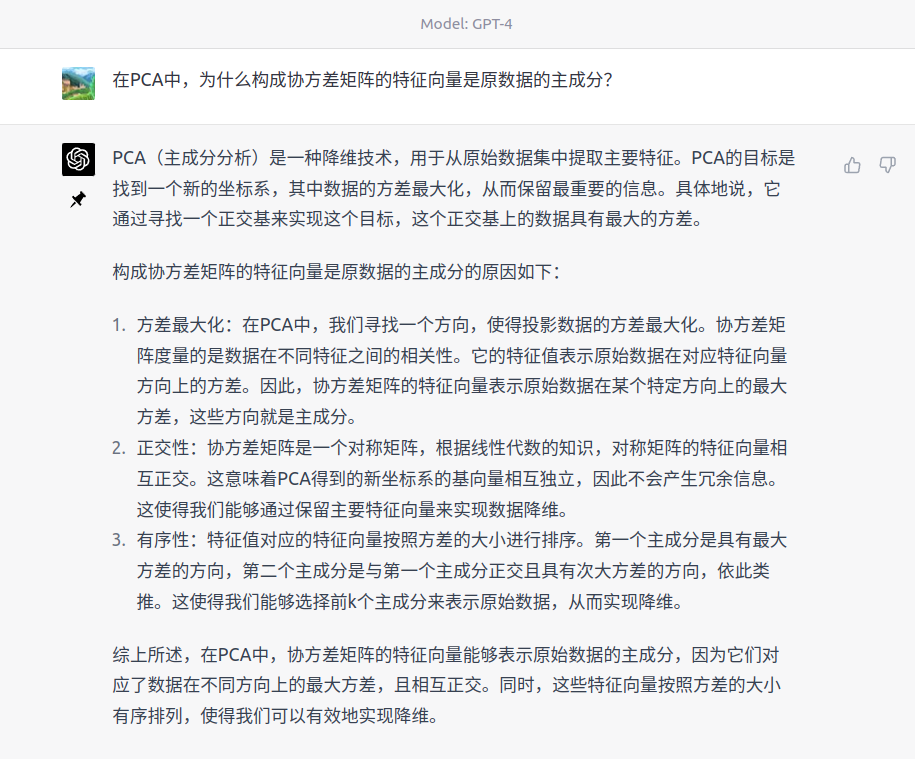 Model: GPT-4
在PCA中，为什么构成协方差矩阵的特征向量是原数据的主成分？
PCA（主成分分析）是一种降维技术，用于从原始数据集中提取主要特征。PCA的目标是
找到一个新的坐标系，其中数据的方差最大化，从而保留最重要的信息。具体地说，它
通过寻找一个正交基来实现这个目标，这个正交基上的数据具有最大的方差。
构成协方差矩阵的特征向量是原数据的主成分的原因如下：
1. 方差最大化：在PCA中，我们寻找一个方向，使得投影数据的方差最大化。协方差矩
阵度量的是数据在不同特征之间的相关性。它的特征值表示原始数据在对应特征向量
方向上的方差。因此，协方差矩阵的特征向量表示原始数据在某个特定方向上的最大
方差，这些方向就是主成分。
2. 正交性：协方差矩阵是一个对称矩阵，根据线性代数的知识，对称矩阵的特征向量相
互正交。这意味着PCA得到的新坐标系的基向量相互独立，因此不会产生冗余信息。
这使得我们能够通过保留主要特征向量来实现数据降维。
3. 有序性：特征值对应的特征向量按照方差的大小进行排序。第一个主成分是具有最大
方差的方向，第二个主成分是与第一个主成分正交且具有次大方差的方向，依此类
推。这使得我们能够选择前k个主成分来表示原始数据，从而实现降维。
综上所述，在PCA中，协方差矩阵的特征向量能够表示原始数据的主成分，因为它们对
应了数据在不同方向上的最大方差，且相互正交。同时，这些特征向量按照方差的大小
有序排列，使得我们可以有效地实现降维。